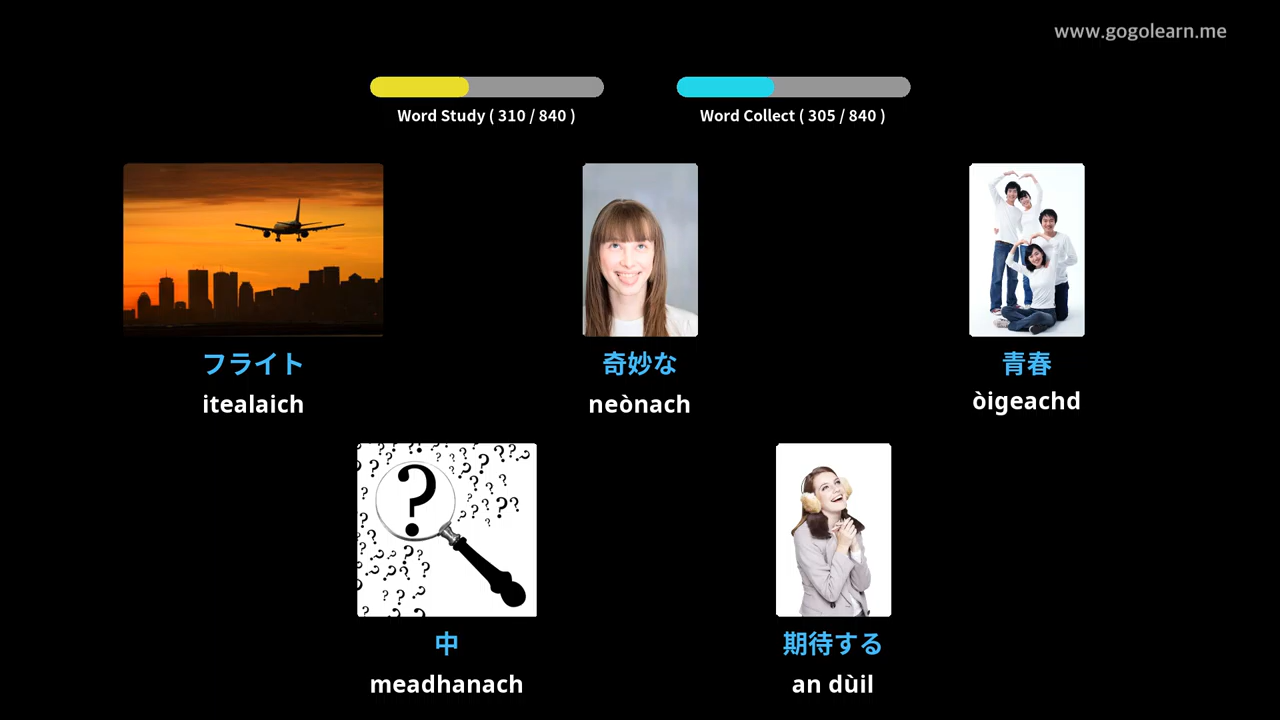 www.gogolearn.me
Word Study ( 310 / 840 )
Word Collect ( 305 / 840 )
フライト
itealaich
奇妙な
neònach
青春
òigeachd
中
meadhanach
期待する
an dùil